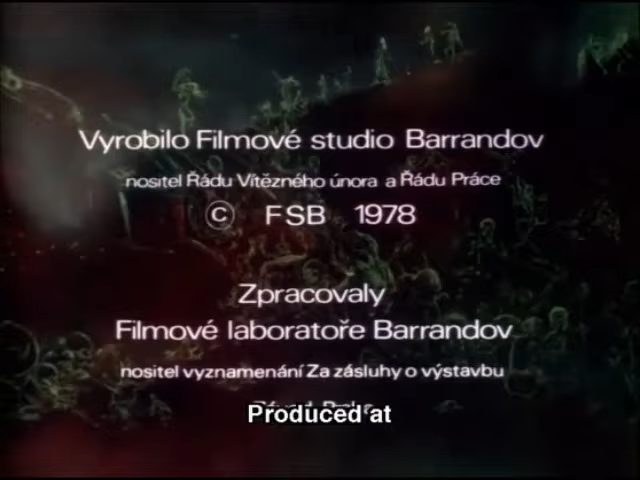 Vyrobilo Filmové studio Barrandov
nositel Řádu Vítězného února a Řádu Práce
© FSB 1978
Zpracovaly
Filmové laboratoře Barrandov
nositel vyznamenání Za zásluhy o výstavbu
Produced at